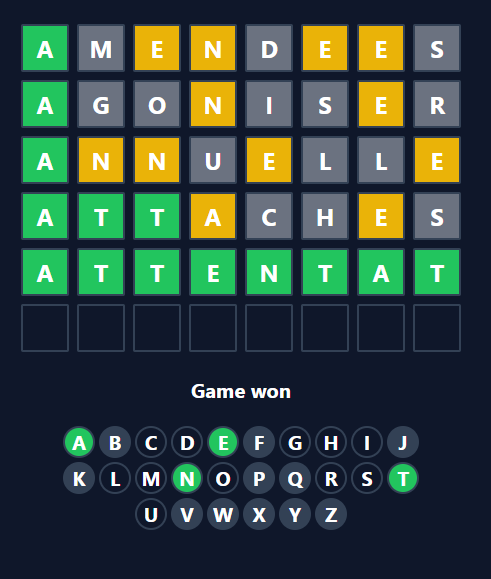 A M E N D E E S
A G O N I S E R
A N N U E L L E
A T T A C H E S
A T T E N T A T
Game won
A B C D E F G H I J
K L M N O P Q R S T
U V W X Y Z